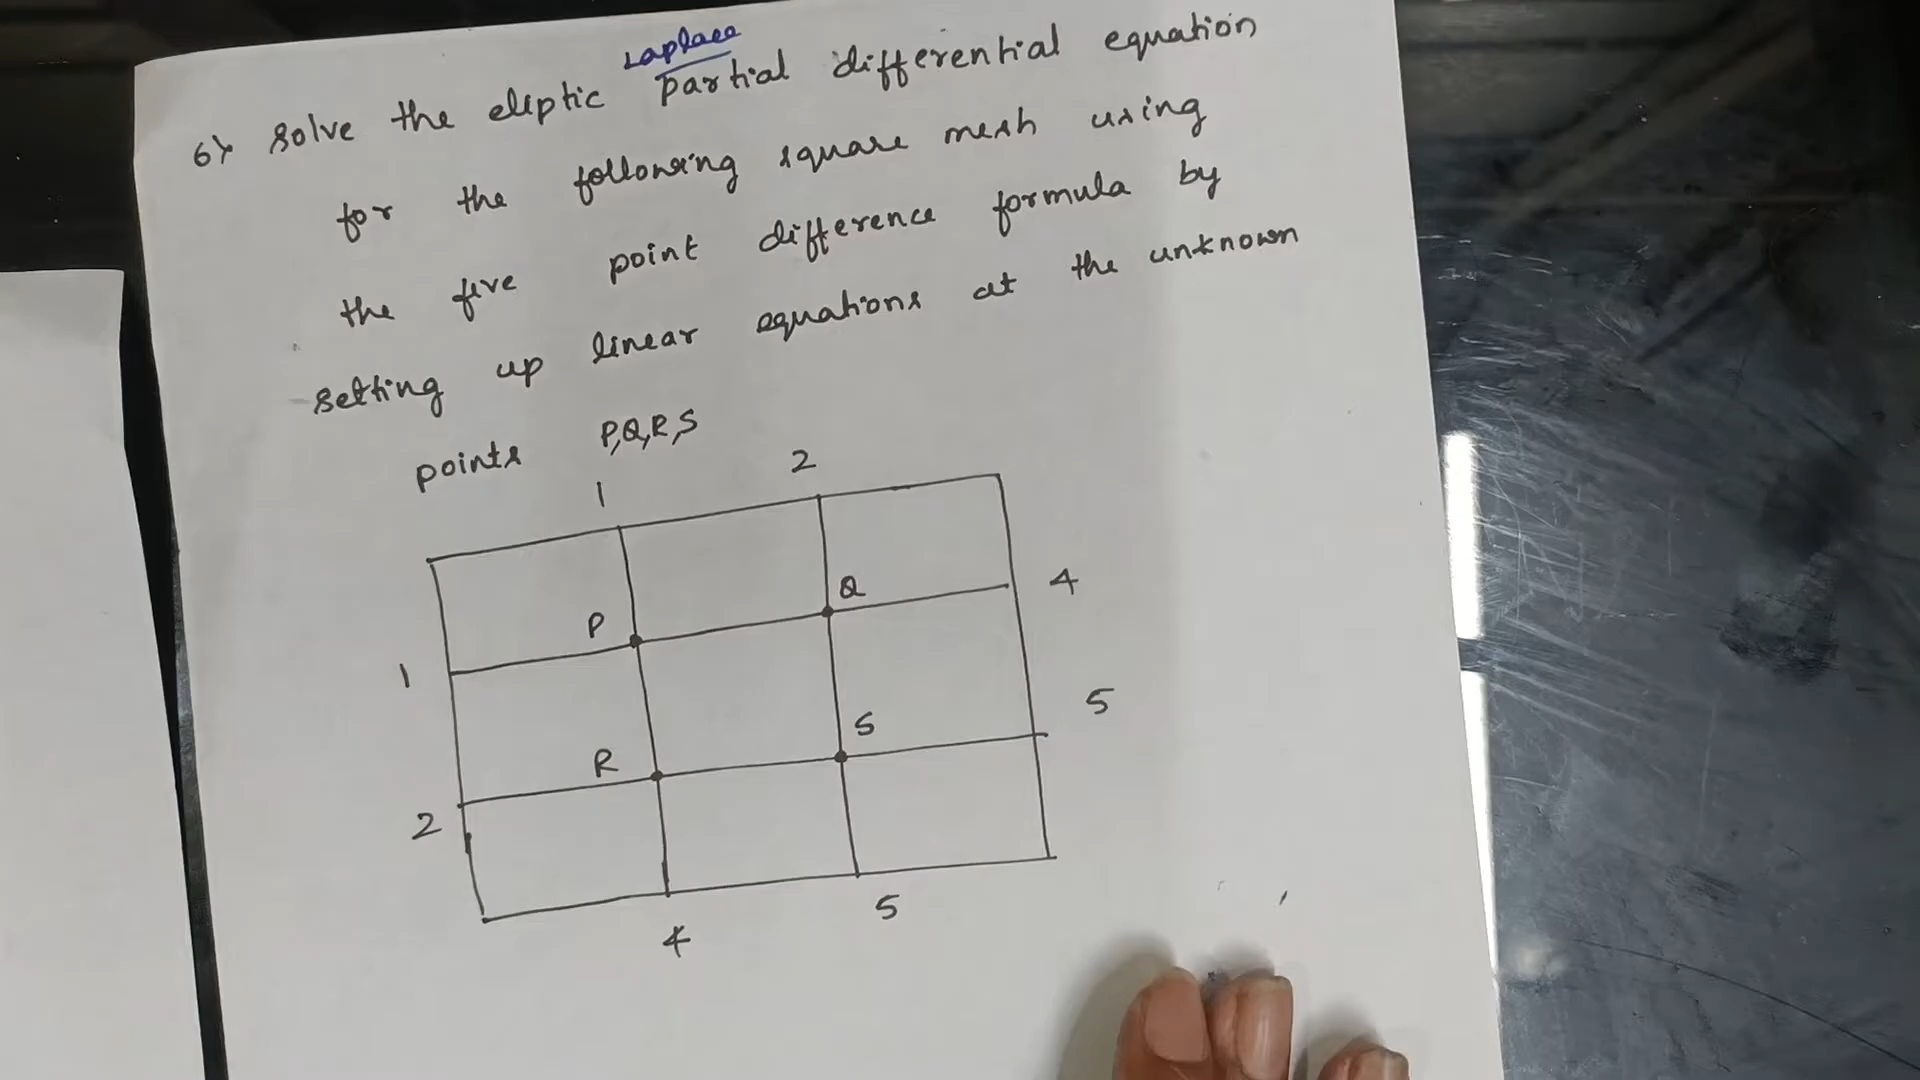 Laplace
6) Solve the eliptic partial differential equation
for the following square mesh using
the five point difference formula by
setting up linear equations at the unknown
points P,Q,R,S
1 2
P Q 4
1
R S 5
2
4 5